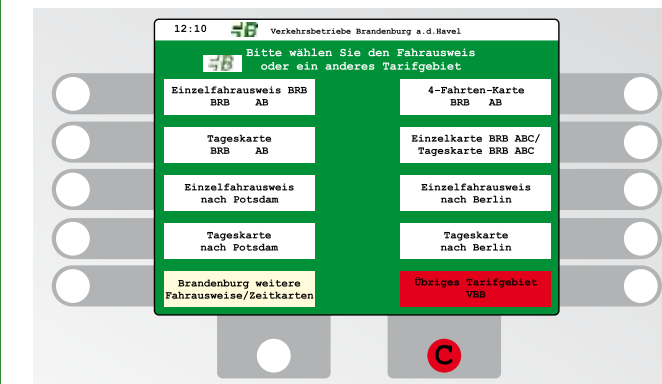 12:10 Verkehrsbetriebe Brandenburg a.d.Havel
Bitte wählen Sie den Fahrausweis
oder ein anderes Tarifgebiet
Einzelfahrausweis BRB
BRB AB
4-Fahrten-Karte
BRB AB
Tageskarte
BRB AB
Einzelkarte BRB ABC/
Tageskarte BRB ABC
Einzelfahrausweis
nach Potsdam
Einzelfahrausweis
nach Berlin
Tageskarte
nach Potsdam
Tageskarte
nach Berlin
Brandenburg weitere
Fahrausweise/Zeitkarten
Übriges Tarifgebiet
VBB
C